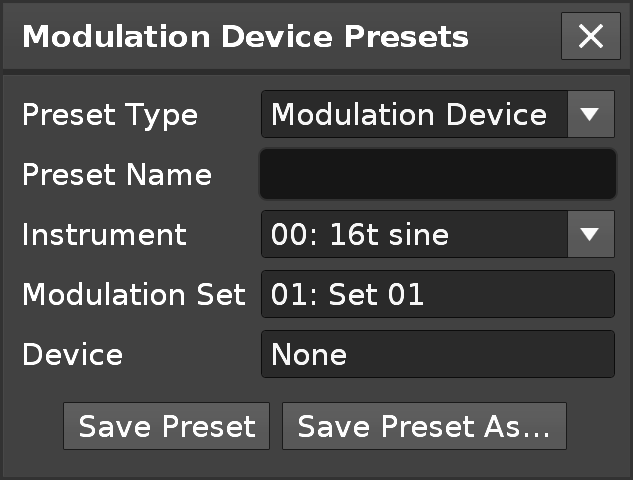 Modulation Device Presets
Preset Type Modulation Device
Preset Name
Instrument 00: 16t sine
Modulation Set 01: Set 01
Device None
Save Preset Save Preset As...